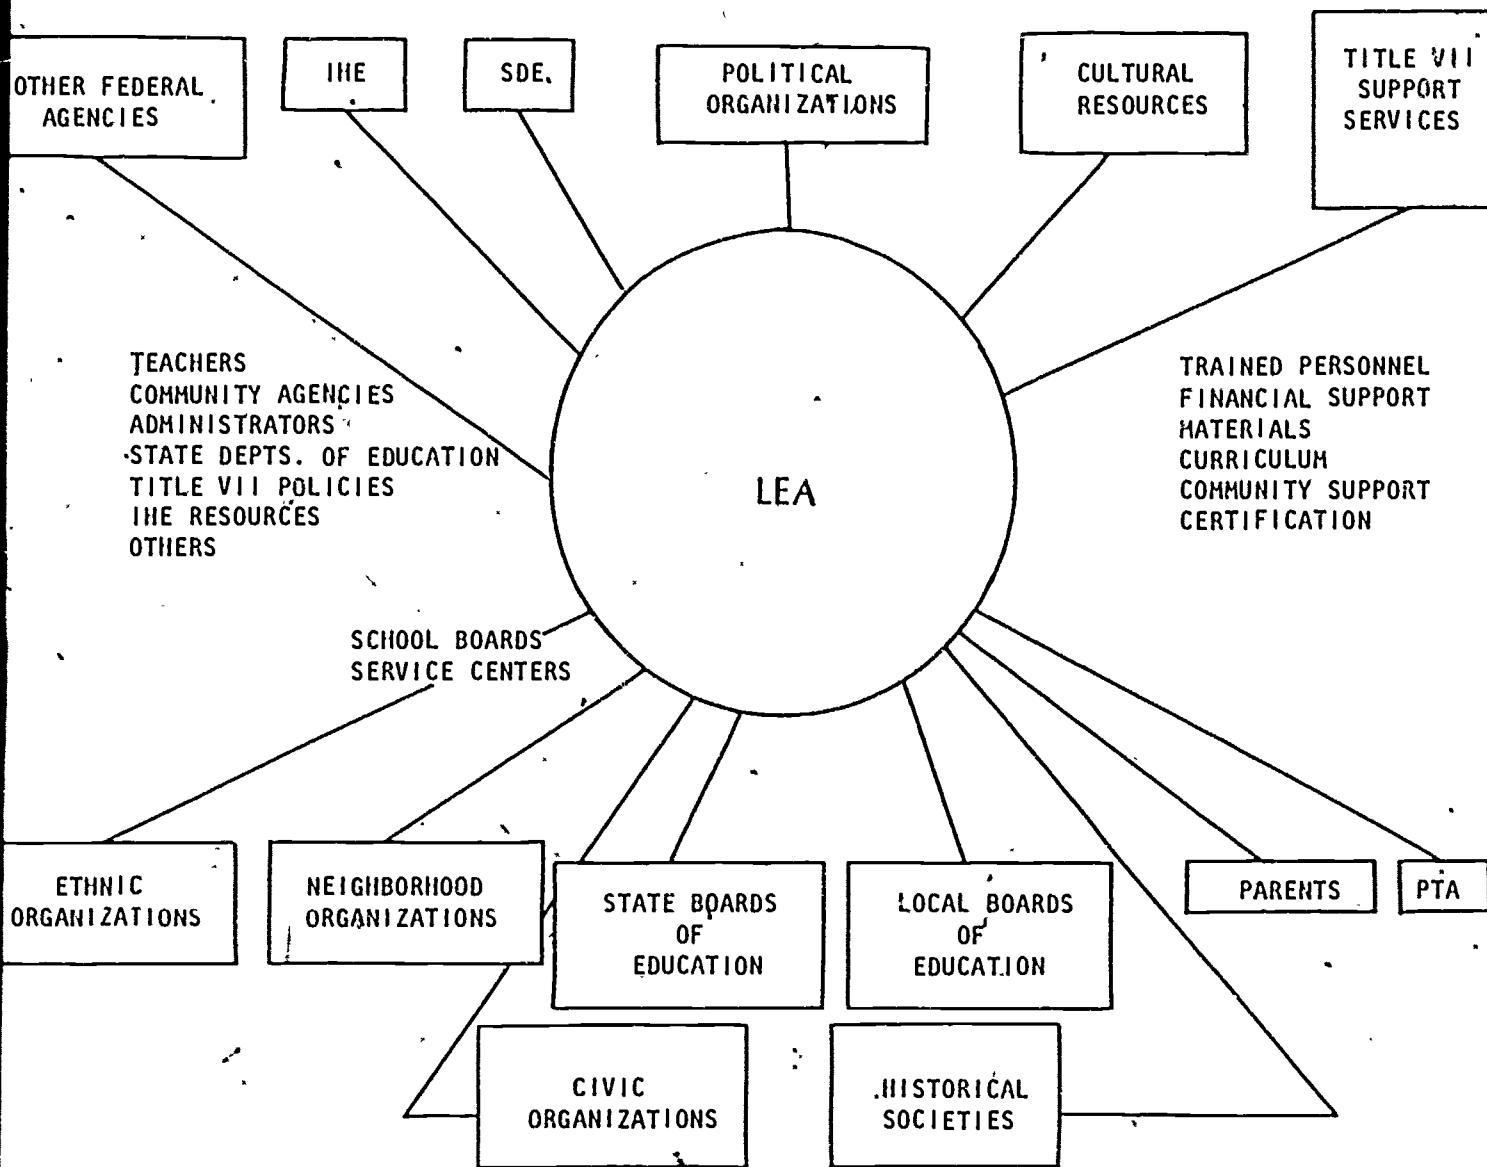 OTHER FEDERAL
AGENCIES
IHE
SDE.
POLITICAL
ORGANIZATIONS
CULTURAL
RESOURCES
TITLE VII
SUPPORT
SERVICES
TEACHERS
COMMUNITY AGENCIES
ADMINISTRATORS
STATE DEPTS. OF EDUCATION
TITLE VII POLICIES
IHE RESOURCES
OTHERS
LEA
TRAINED PERSONNEL
FINANCIAL SUPPORT
MATERIALS
CURRICULUM
COMMUNITY SUPPORT
CERTIFICATION
SCHOOL BOARDS
SERVICE CENTERS
ETHNIC
ORGANIZATIONS
NEIGHBORHOOD
ORGANIZATIONS
STATE BOARDS
OF
EDUCATION
LOCAL BOARDS
OF
EDUCATION
PARENTS
PTA
CIVIC
ORGANIZATIONS
HISTORICAL
SOCIETIES